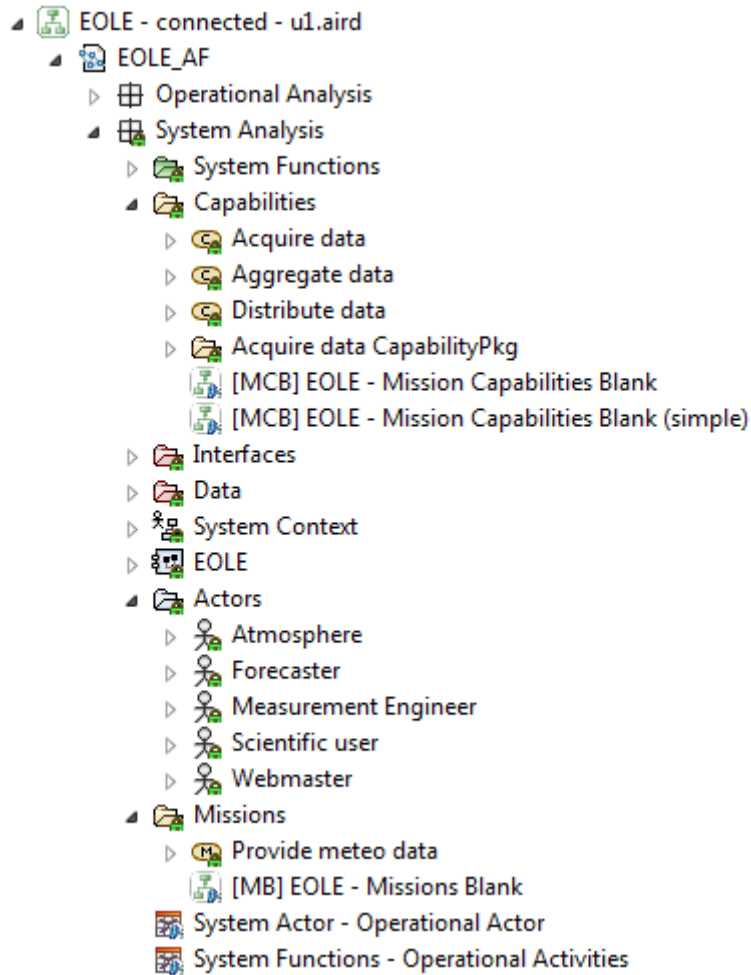 EOLE - connected - u1.aird
EOLE_AF
Operational Analysis
System Analysis
System Functions
Capabilities
Acquire data
Aggregate data
Distribute data
Acquire data CapabilityPkg
[MCB] EOLE - Mission Capabilities Blank
[MCB] EOLE - Mission Capabilities Blank (simple)
Interfaces
Data
System Context
EOLE
Actors
Atmosphere
Forecaster
Measurement Engineer
Scientific user
Webmaster
Missions
Provide meteo data
[MB] EOLE - Missions Blank
System Actor - Operational Actor
System Functions - Operational Activities